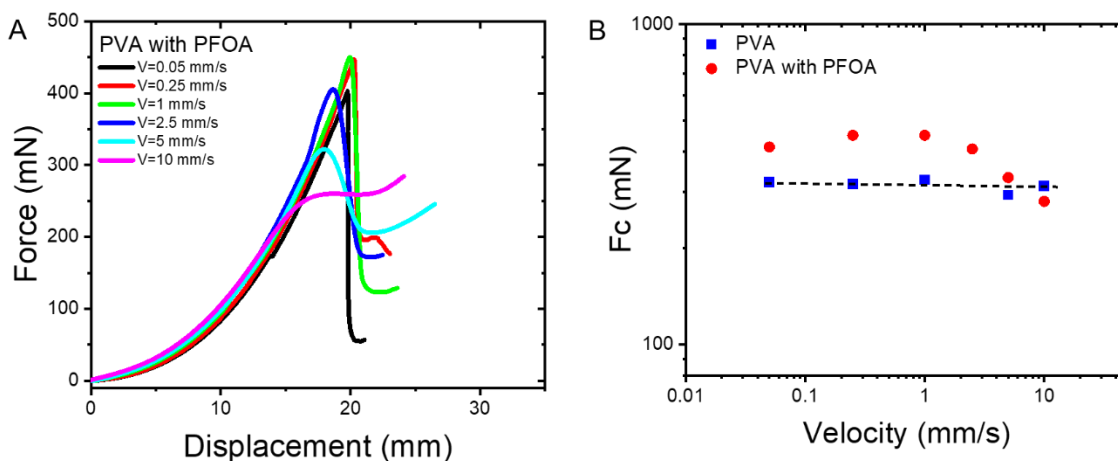 A
500
400
300
200
100
0
Force (mN)
PVA with PFOA
V=0.05 mm/s
V=0.25 mm/s
V=1 mm/s
V=2.5 mm/s
V=5 mm/s
V=10 mm/s
0 10 20 30
Displacement (mm)
B
1000
100
Fc (mN)
PVA
PVA with PFOA
0.01 0.1 1 10
Velocity (mm/s)